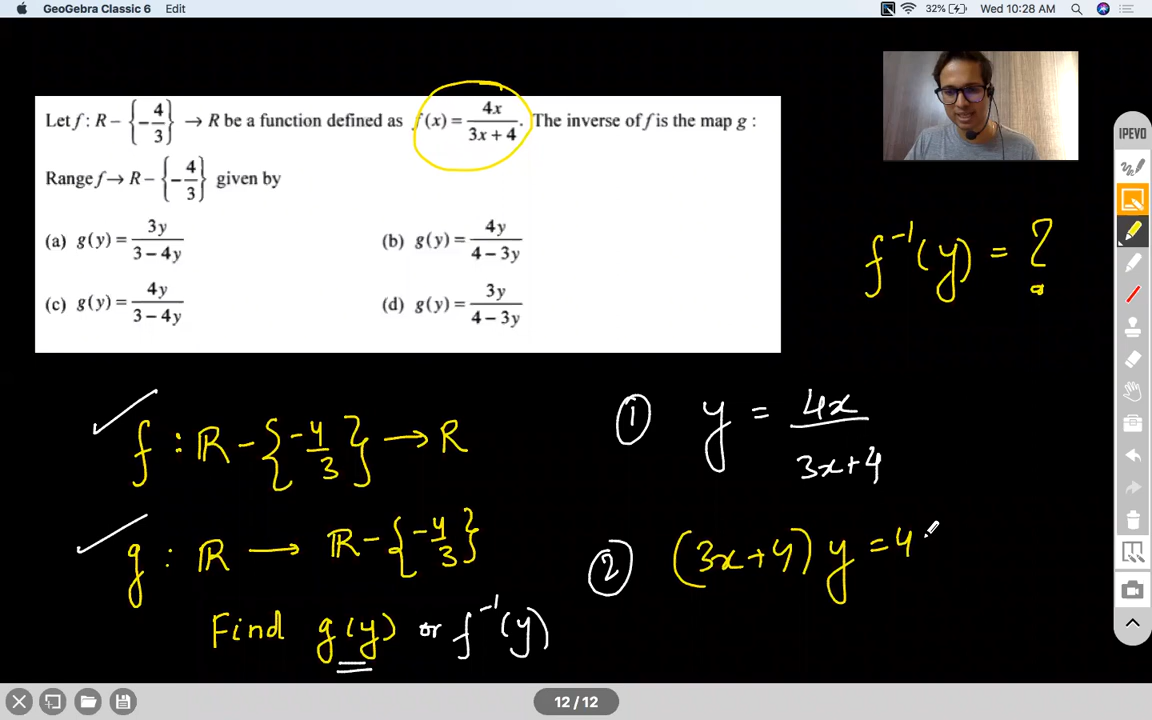 GeoGebra Classic 6 Edit 32% Wed 10:28 AM
Let f : R − {−4/3} → R be a function defined as f(x) = 4x/(3x + 4). The inverse of f is the map g :
Range f → R − {−4/3} given by
(a) g(y) = 3y/(3 − 4y) (b) g(y) = 4y/(4 − 3y)
(c) g(y) = 4y/(3 − 4y) (d) g(y) = 3y/(4 − 3y)
IPEVO
f⁻¹(y) = ?
f : ℝ − {−4/3} → R
g : ℝ → ℝ − {−4/3}
Find g(y) or f⁻¹(y)
① y = 4x/(3x+4)
② (3x+4) y = 4
12 / 12